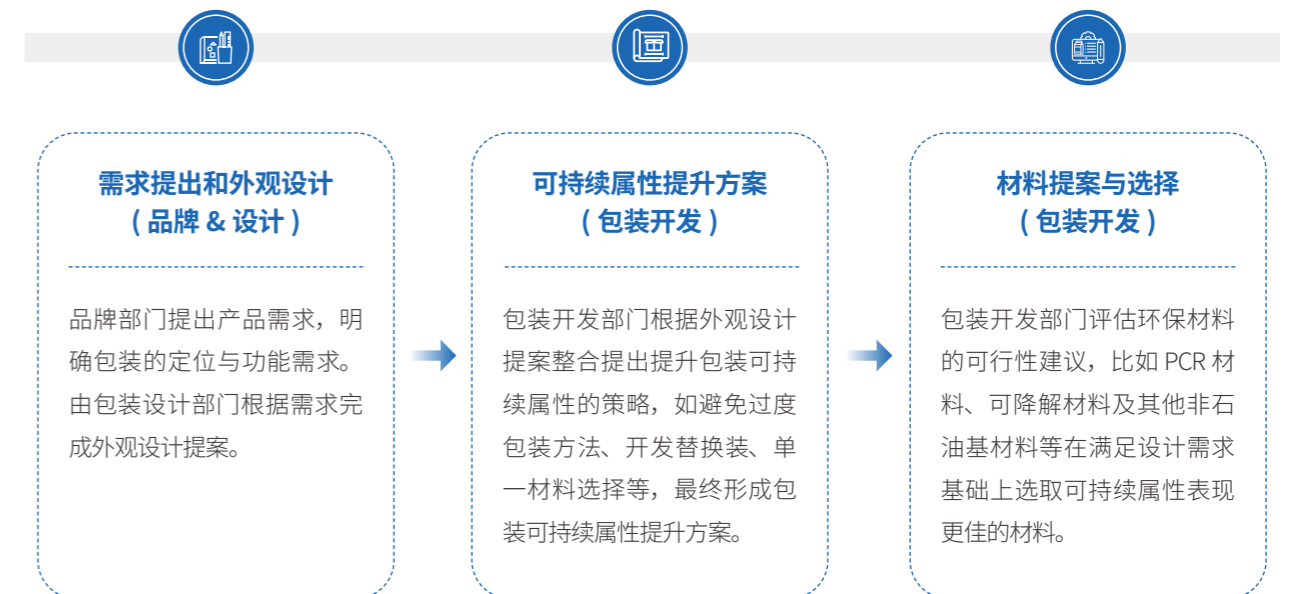 需求提出和外观设计
( 品牌 & 设计 )
品牌部门提出产品需求，明
确包装的定位与功能需求。
由包装设计部门根据需求完
成外观设计提案。
可持续属性提升方案
( 包装开发 )
包装开发部门根据外观设计
提案整合提出提升包装可持
续属性的策略，如避免过度
包装方法、开发替换装、单
一材料选择等，最终形成包
装可持续属性提升方案。
材料提案与选择
( 包装开发 )
包装开发部门评估环保材料
的可行性建议，比如 PCR 材
料、可降解材料及其他非石
油基材料等在满足设计需求
基础上选取可持续属性表现
更佳的材料。